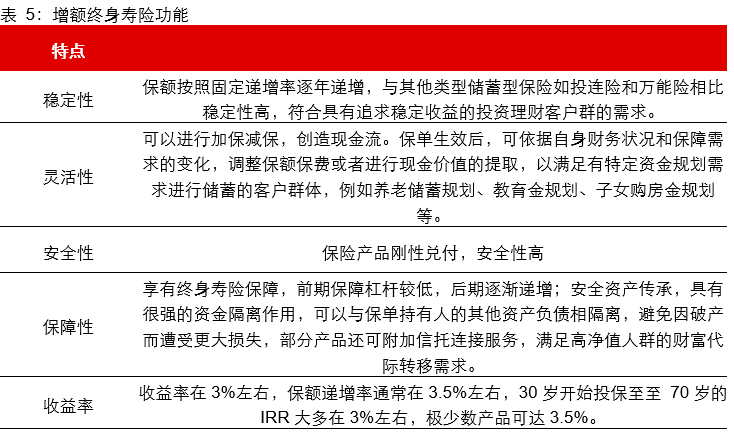 表 5：增额终身寿险功能
特点
稳定性
保额按照固定递增率逐年递增，与其他类型储蓄型保险如投连险和万能险相比
稳定性高，符合具有追求稳定收益的投资理财客户群的需求。
灵活性
可以进行加保减保，创造现金流。保单生效后，可依据自身财务状况和保障需
求的变化，调整保额保费或者进行现金价值的提取，以满足有特定资金规划需
求进行储蓄的客户群体，例如养老储蓄规划、教育金规划、子女购房金规划
等。
安全性
保险产品刚性兑付，安全性高
保障性
享有终身寿险保障，前期保障杠杆较低，后期逐渐递增；安全资产传承，具有
很强的资金隔离作用，可以与保单持有人的其他资产负债相隔离，避免因破产
而遭受更大损失，部分产品还可附加信托连接服务，满足高净值人群的财富代
际转移需求。
收益率
收益率在 3%左右，保额递增率通常在 3.5%左右，30 岁开始投保至至 70 岁的
IRR 大多在 3%左右，极少数产品可达 3.5%。